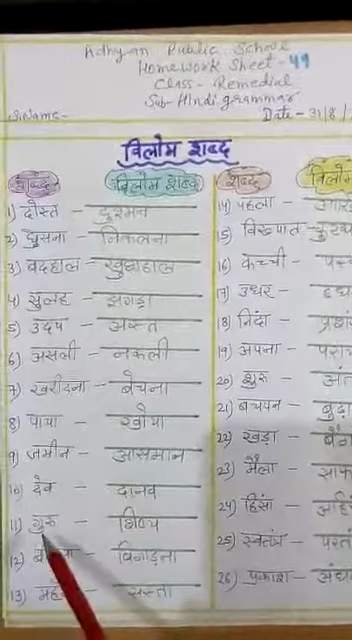 Adhyan Public School
Homework Sheet - 49
Class - Remedial
Sub - Hindi grammar
S.Name -
Date - 31/8/
विलोम शब्द
शब्द विलोम शब्द
1) दोस्त - दुश्मन
2) घुसना - निकलना
3) बदहाल - खुशहाल
4) सुलह - झगड़ा
5) उदय - अस्त
6) असली - नकली
7) खरीदना - बेचना
8) पाया - खोया
9) जमीन - आसमान
10) देव - दानव
11) गुरु - शिष्य
12) - बिगाड़ना
13) - सस्ता
शब्द
14) पहला -
15) विख्यात -
16) कच्ची -
17) उधर -
18) निंदा -
19) अपना -
20) शुरू -
21) बचपन -
22) खड़ा -
23) मैला -
24) हिंसा -
25) स्वतंत्र -
26) प्रकाश -